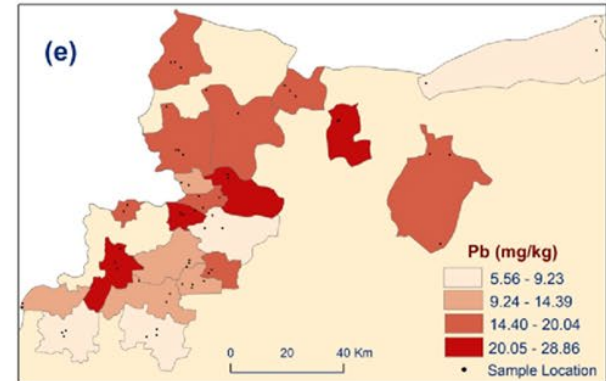 (e)
Pb (mg/kg)
5.56 - 9.23
9.24 - 14.39
14.40 - 20.04
20.05 - 28.86
Sample Location
0 20 40 Km